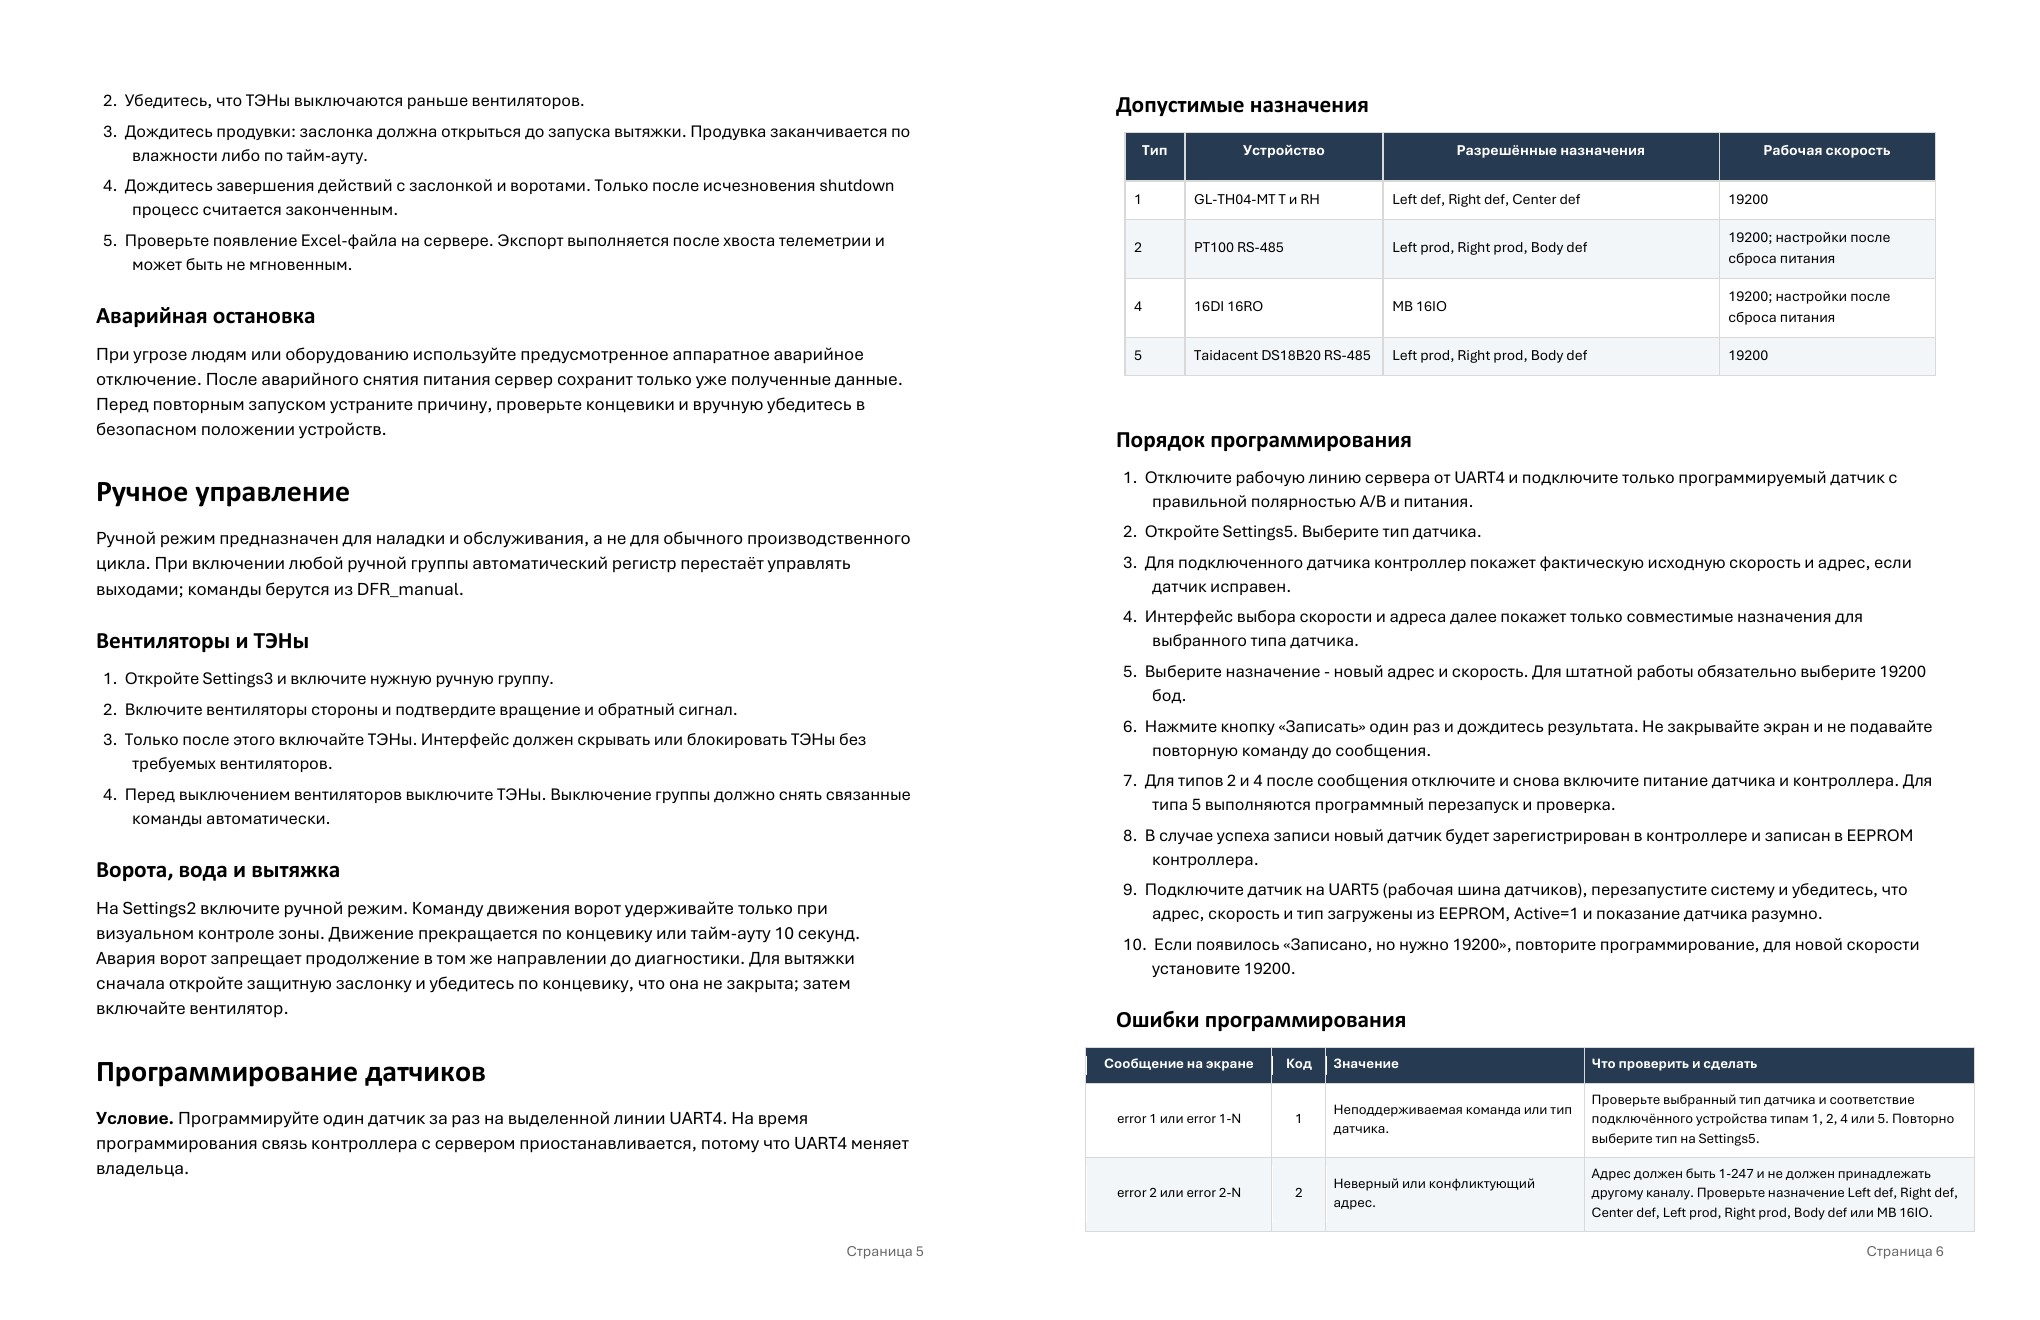 2. Убедитесь, что ТЭНы выключаются раньше вентиляторов.
3. Дождитесь продувки: заслонка должна открыться до запуска вытяжки. Продувка заканчивается по
влажности либо по тайм-ауту.
4. Дождитесь завершения действий с заслонкой и воротами. Только после исчезновения shutdown
процесс считается законченным.
5. Проверьте появление Excel-файла на сервере. Экспорт выполняется после хвоста телеметрии и
может быть не мгновенным.
Аварийная остановка
При угрозе людям или оборудованию используйте предусмотренное аппаратное аварийное
отключение. После аварийного снятия питания сервер сохранит только уже полученные данные.
Перед повторным запуском устраните причину, проверьте концевики и вручную убедитесь в
безопасном положении устройств.
Ручное управление
Ручной режим предназначен для наладки и обслуживания, а не для обычного производственного
цикла. При включении любой ручной группы автоматический регистр перестаёт управлять
выходами; команды берутся из DFR_manual.
Вентиляторы и ТЭНы
1. Откройте Settings3 и включите нужную ручную группу.
2. Включите вентиляторы стороны и подтвердите вращение и обратный сигнал.
3. Только после этого включайте ТЭНы. Интерфейс должен скрывать или блокировать ТЭНы без
требуемых вентиляторов.
4. Перед выключением вентиляторов выключите ТЭНы. Выключение группы должно снять связанные
команды автоматически.
Ворота, вода и вытяжка
На Settings2 включите ручной режим. Команду движения ворот удерживайте только при
визуальном контроле зоны. Движение прекращается по концевику или тайм-ауту 10 секунд.
Авария ворот запрещает продолжение в том же направлении до диагностики. Для вытяжки
сначала откройте защитную заслонку и убедитесь по концевику, что она не закрыта; затем
включайте вентилятор.
Программирование датчиков
Условие. Программируйте один датчик за раз на выделенной линии UART4. На время
программирования связь контроллера с сервером приостанавливается, потому что UART4 меняет
владельца.
Страница 5
Допустимые назначения
Тип Устройство Разрешённые назначения Рабочая скорость
1 GL-TH04-MT T и RH Left def, Right def, Center def 19200
2 PT100 RS-485 Left prod, Right prod, Body def 19200; настройки после
сброса питания
4 16DI 16RO MB 16IO 19200; настройки после
сброса питания
5 Taidacent DS18B20 RS-485 Left prod, Right prod, Body def 19200
Порядок программирования
1. Отключите рабочую линию сервера от UART4 и подключите только программируемый датчик с
правильной полярностью A/B и питания.
2. Откройте Settings5. Выберите тип датчика.
3. Для подключенного датчика контроллер покажет фактическую исходную скорость и адрес, если
датчик исправен.
4. Интерфейс выбора скорости и адреса далее покажет только совместимые назначения для
выбранного типа датчика.
5. Выберите назначение - новый адрес и скорость. Для штатной работы обязательно выберите 19200
бод.
6. Нажмите кнопку «Записать» один раз и дождитесь результата. Не закрывайте экран и не подавайте
повторную команду до сообщения.
7. Для типов 2 и 4 после сообщения отключите и снова включите питание датчика и контроллера. Для
типа 5 выполняются программный перезапуск и проверка.
8. В случае успеха записи новый датчик будет зарегистрирован в контроллере и записан в EEPROM
контроллера.
9. Подключите датчик на UART5 (рабочая шина датчиков), перезапустите систему и убедитесь, что
адрес, скорость и тип загружены из EEPROM, Active=1 и показание датчика разумно.
10. Если появилось «Записано, но нужно 19200», повторите программирование, для новой скорости
установите 19200.
Ошибки программирования
Сообщение на экране Код Значение Что проверить и сделать
error 1 или error 1-N 1 Неподдерживаемая команда или тип
датчика. Проверьте выбранный тип датчика и соответствие
подключённого устройства типам 1, 2, 4 или 5. Повторно
выберите тип на Settings5.
error 2 или error 2-N 2 Неверный или конфликтующий
адрес. Адрес должен быть 1-247 и не должен принадлежать
другому каналу. Проверьте назначение Left def, Right def,
Center def, Left prod, Right prod, Body def или MB 16IO.
Страница 6